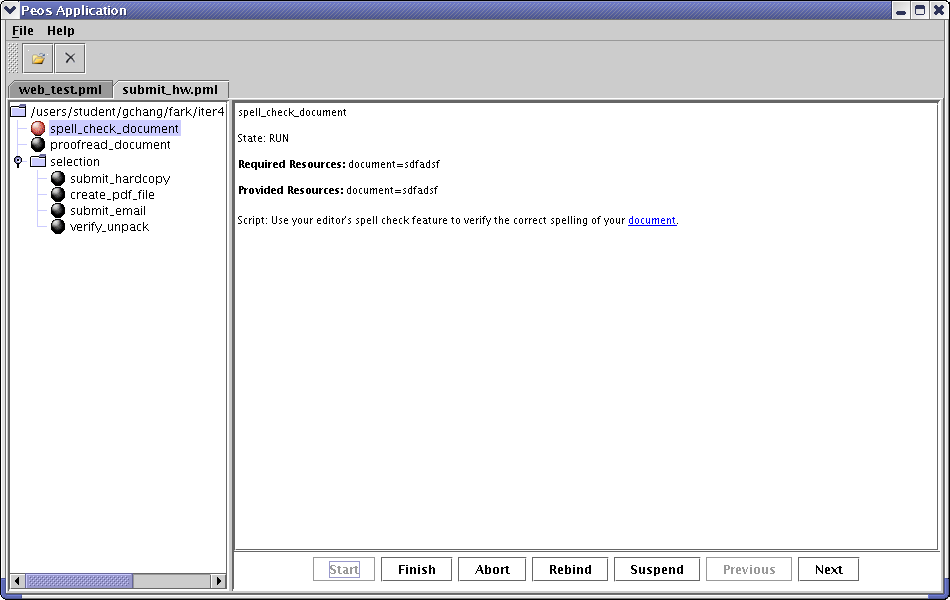 Peos Application
File Help
web_test.pml submit_hw.pml
/users/student/gchang/fark/iter4
spell_check_document
proofread_document
selection
submit_hardcopy
create_pdf_file
submit_email
verify_unpack
spell_check_document
State: RUN
Required Resources: document=sdfadsf
Provided Resources: document=sdfadsf
Script: Use your editor's spell check feature to verify the correct spelling of your document.
Start Finish Abort Rebind Suspend Previous Next